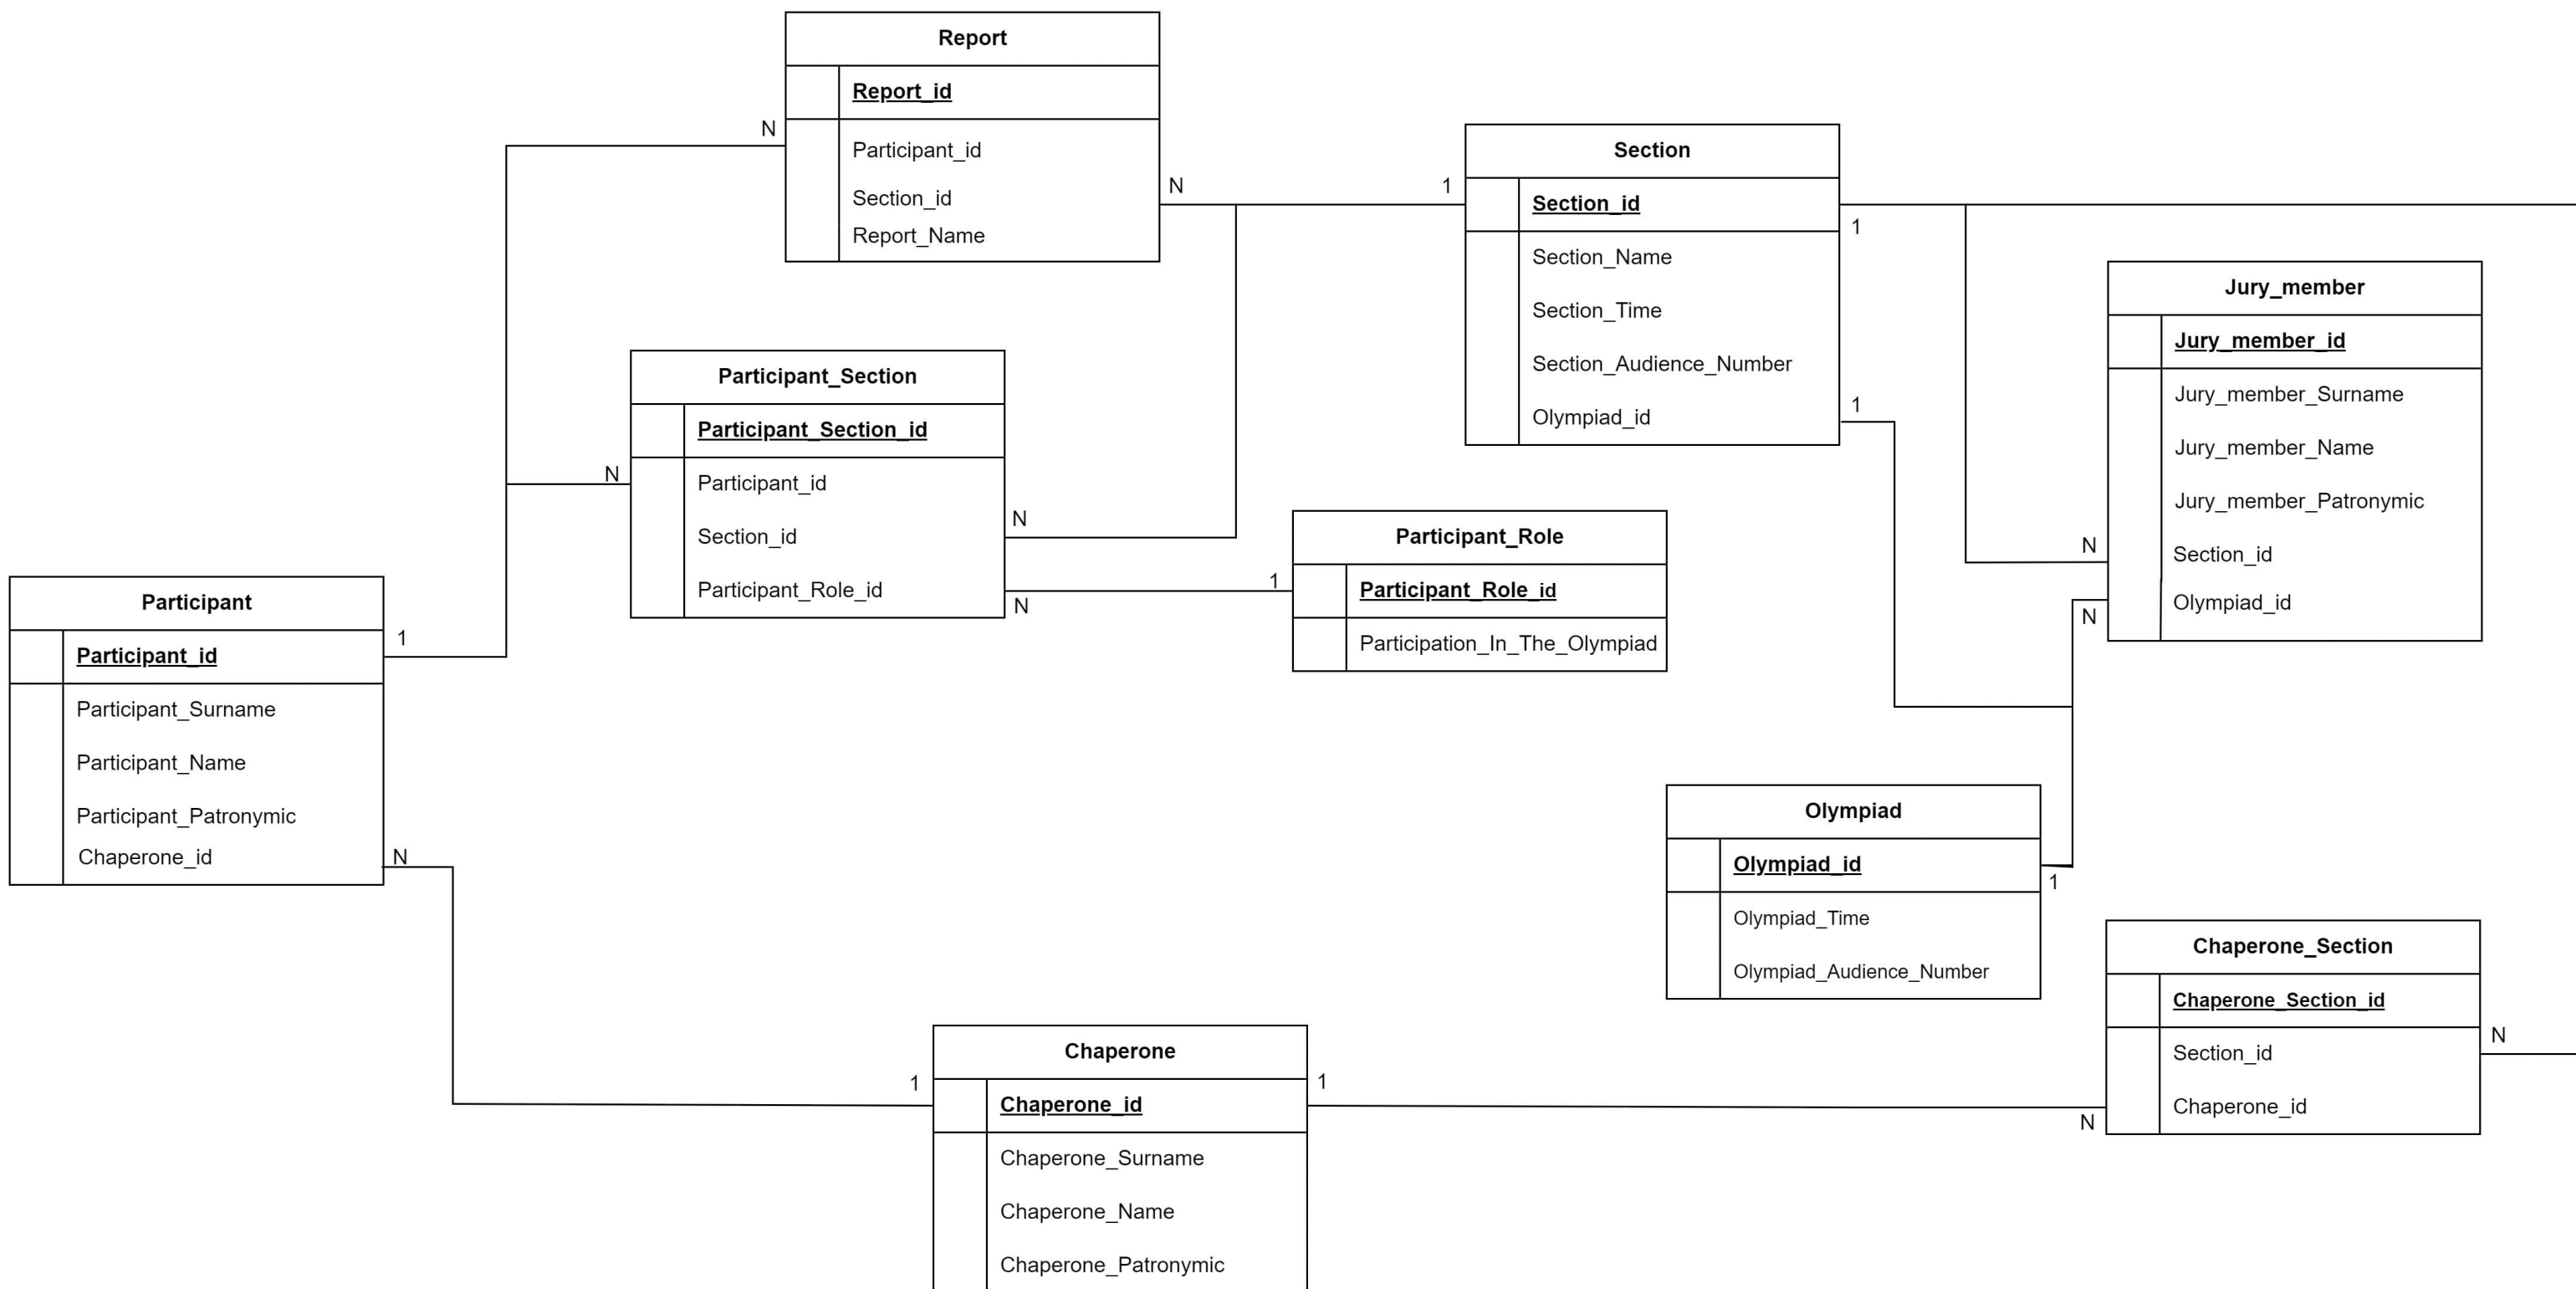 Report
Report_id
Participant_id
Section_id
Report_Name
N
N
1
Section
Section_id
Section_Name
Section_Time
Section_Audience_Number
Olympiad_id
1
1
Jury_member
Jury_member_id
Jury_member_Surname
Jury_member_Name
Jury_member_Patronymic
Section_id
Olympiad_id
N
N
Participant_Section
Participant_Section_id
Participant_id
Section_id
Participant_Role_id
N
N
N
1
Participant_Role
Participant_Role_id
Participation_In_The_Olympiad
Participant
Participant_id
Participant_Surname
Participant_Name
Participant_Patronymic
Chaperone_id
1
N
Olympiad
Olympiad_id
Olympiad_Time
Olympiad_Audience_Number
1
Chaperone_Section
Chaperone_Section_id
Section_id
Chaperone_id
N
N
Chaperone
Chaperone_id
Chaperone_Surname
Chaperone_Name
Chaperone_Patronymic
1
1